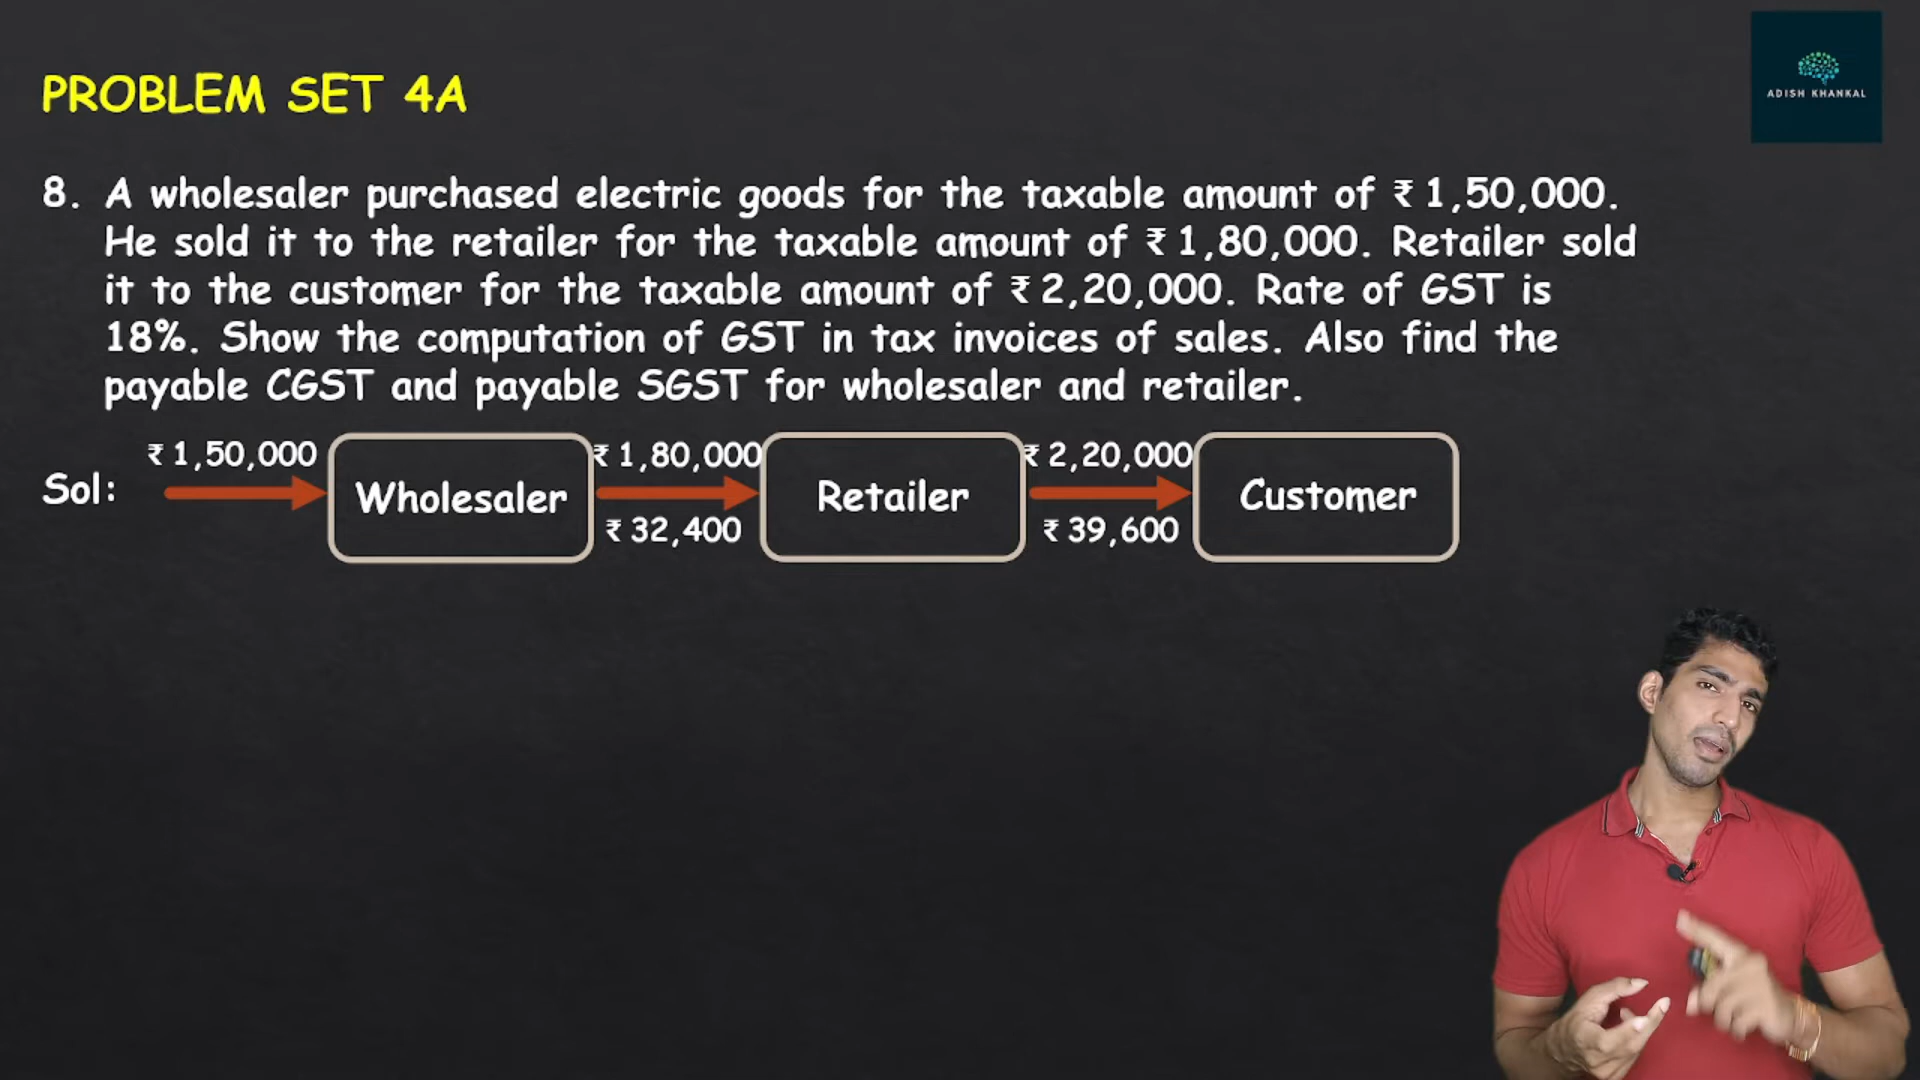 ADISH KHANKAL
PROBLEM SET 4A
8. A wholesaler purchased electric goods for the taxable amount of ₹ 1,50,000.
He sold it to the retailer for the taxable amount of ₹ 1,80,000. Retailer sold
it to the customer for the taxable amount of ₹ 2,20,000. Rate of GST is
18%. Show the computation of GST in tax invoices of sales. Also find the
payable CGST and payable SGST for wholesaler and retailer.
₹ 1,50,000 ₹ 1,80,000 ₹ 2,20,000
Sol: Wholesaler Retailer Customer
₹ 32,400 ₹ 39,600